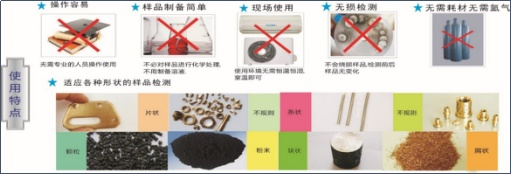 ★ 操作容易
无需专业的人员操作使用
★ 样品制备简单
不必对样品进行化学处理,
不用制备溶液
★ 现场使用
使用环境无需恒温恒湿,
室温即可
★ 无损检测
不会橫跟样品,检测前后
样品无变化
★ 无需耗材无需氩气
使用特点
★ 适应各种形状的样品检测
片状
不规则
条状
不规则
颗粒
粉末
块状
屑状